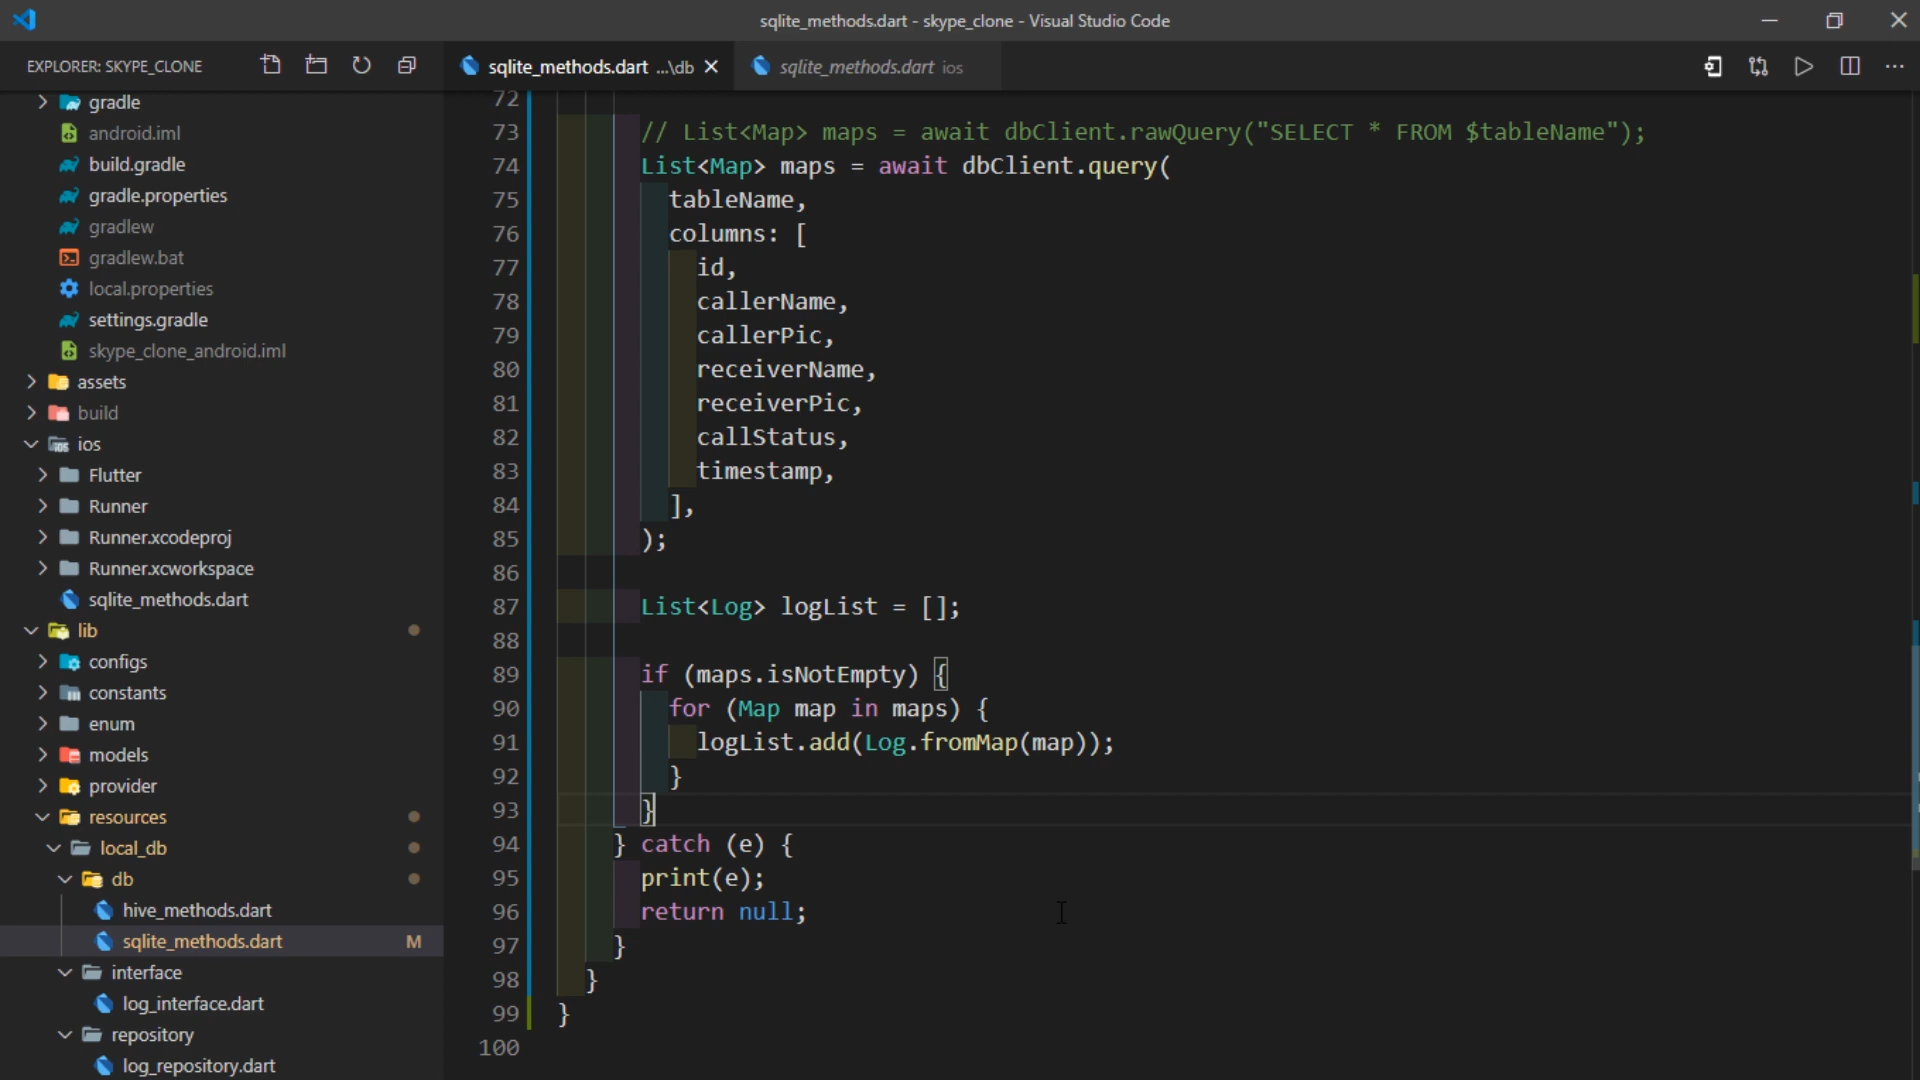 sqlite_methods.dart - skype_clone - Visual Studio Code
EXPLORER: SKYPE_CLONE
sqlite_methods.dart ...\db
sqlite_methods.dart ios
gradle
android.iml
build.gradle
gradle.properties
gradlew
gradlew.bat
local.properties
settings.gradle
skype_clone_android.iml
assets
build
ios
Flutter
Runner
Runner.xcodeproj
Runner.xcworkspace
sqlite_methods.dart
lib
configs
constants
enum
models
provider
resources
local_db
db
hive_methods.dart
sqlite_methods.dart M
interface
log_interface.dart
repository
log_repository.dart
72
73 // List<Map> maps = await dbClient.rawQuery("SELECT * FROM $tableName");
74 List<Map> maps = await dbClient.query(
75 tableName,
76 columns: [
77 id,
78 callerName,
79 callerPic,
80 receiverName,
81 receiverPic,
82 callStatus,
83 timestamp,
84 ],
85 );
86
87 List<Log> logList = [];
88
89 if (maps.isNotEmpty) {
90 for (Map map in maps) {
91 logList.add(Log.fromMap(map));
92 }
93 }
94 } catch (e) {
95 print(e);
96 return null;
97 }
98 }
99 }
100